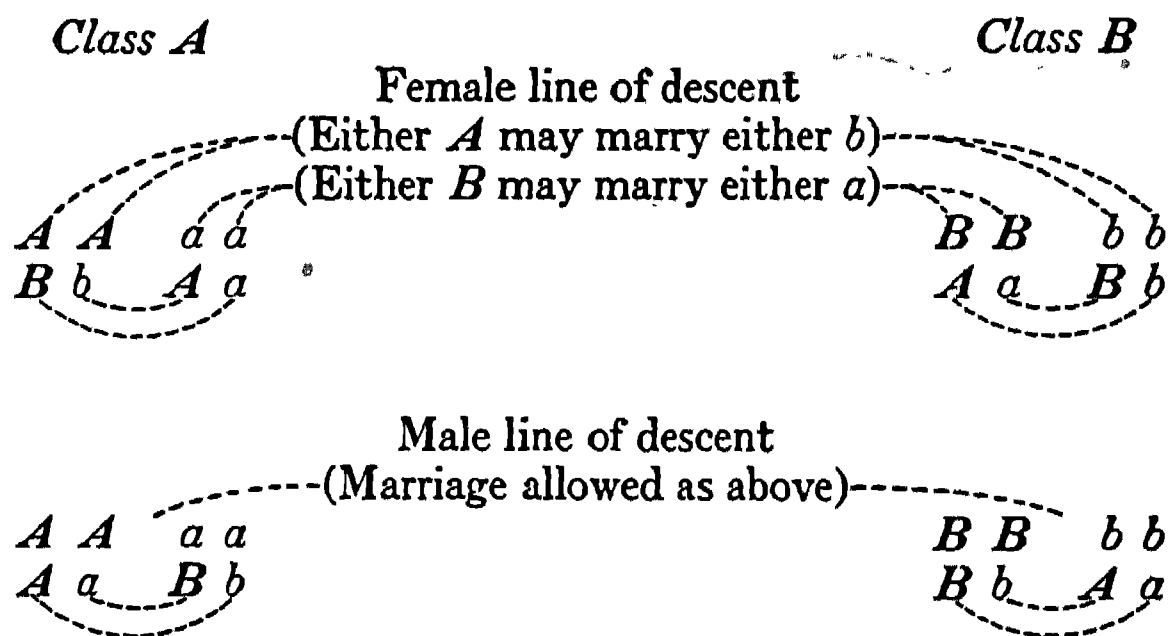 Class A Class B
Female line of descent
(Either A may marry either b)
(Either B may marry either a)
A A a a B B b b
B b A a A a B b
Male line of descent
(Marriage allowed as above)
A A a a B B b b
A a B b B b A a